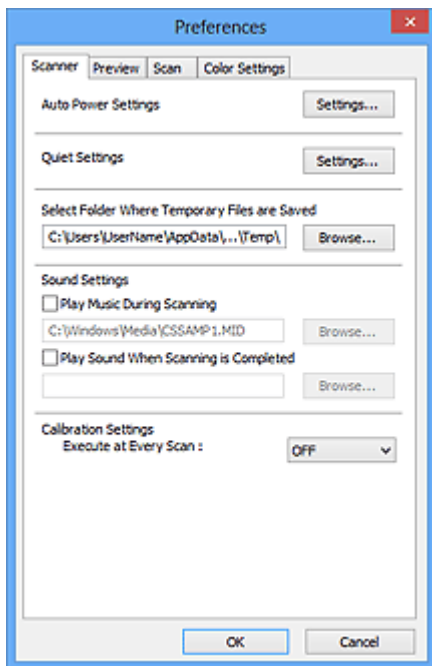 Preferences
Scanner Preview Scan Color Settings
Auto Power Settings Settings...
Quiet Settings Settings...
Select Folder Where Temporary Files are Saved
C:\Users\UserName\AppData\,...\Temp\, Browse...
Sound Settings
Play Music During Scanning
C:\Windows\Media\CSSAMP1.MID Browse...
Play Sound When Scanning is Completed
Browse...
Calibration Settings
Execute at Every Scan : OFF
OK Cancel